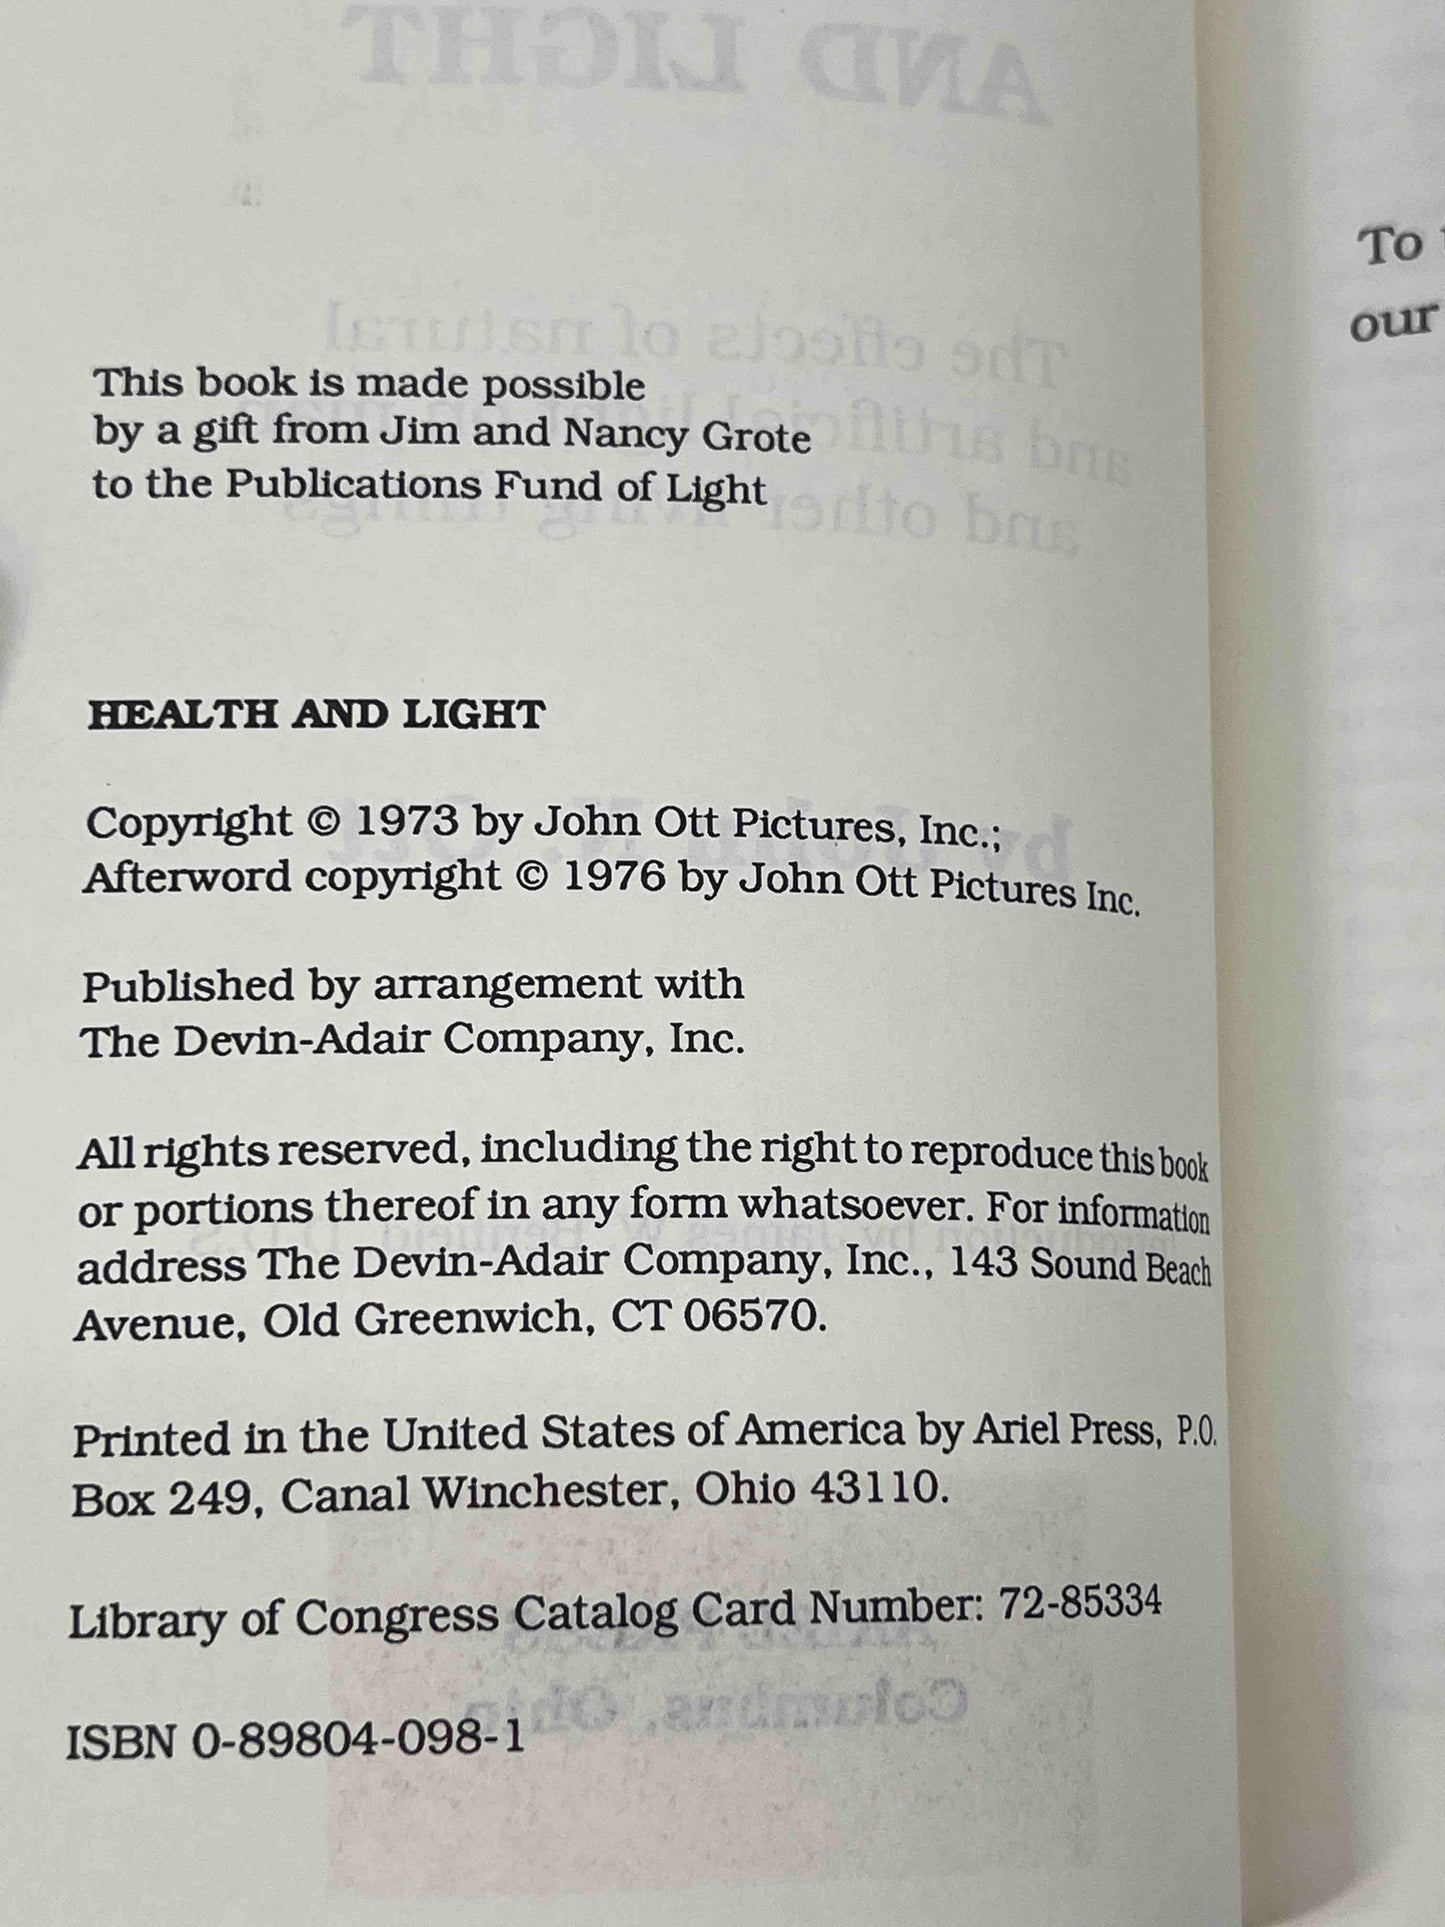 This book is made possible
by a gift from Jim and Nancy Grote
to the Publications Fund of Light
HEALTH AND LIGHT
Copyright © 1973 by John Ott Pictures, Inc.;
Afterword copyright © 1976 by John Ott Pictures Inc.
Published by arrangement with
The Devin-Adair Company, Inc.
All rights reserved, including the right to reproduce this book
or portions thereof in any form whatsoever. For information
address The Devin-Adair Company, Inc., 143 Sound Beach
Avenue, Old Greenwich, CT 06570.
Printed in the United States of America by Ariel Press, P.O.
Box 249, Canal Winchester, Ohio 43110.
Library of Congress Catalog Card Number: 72-85334
ISBN 0-89804-098-1
To
our